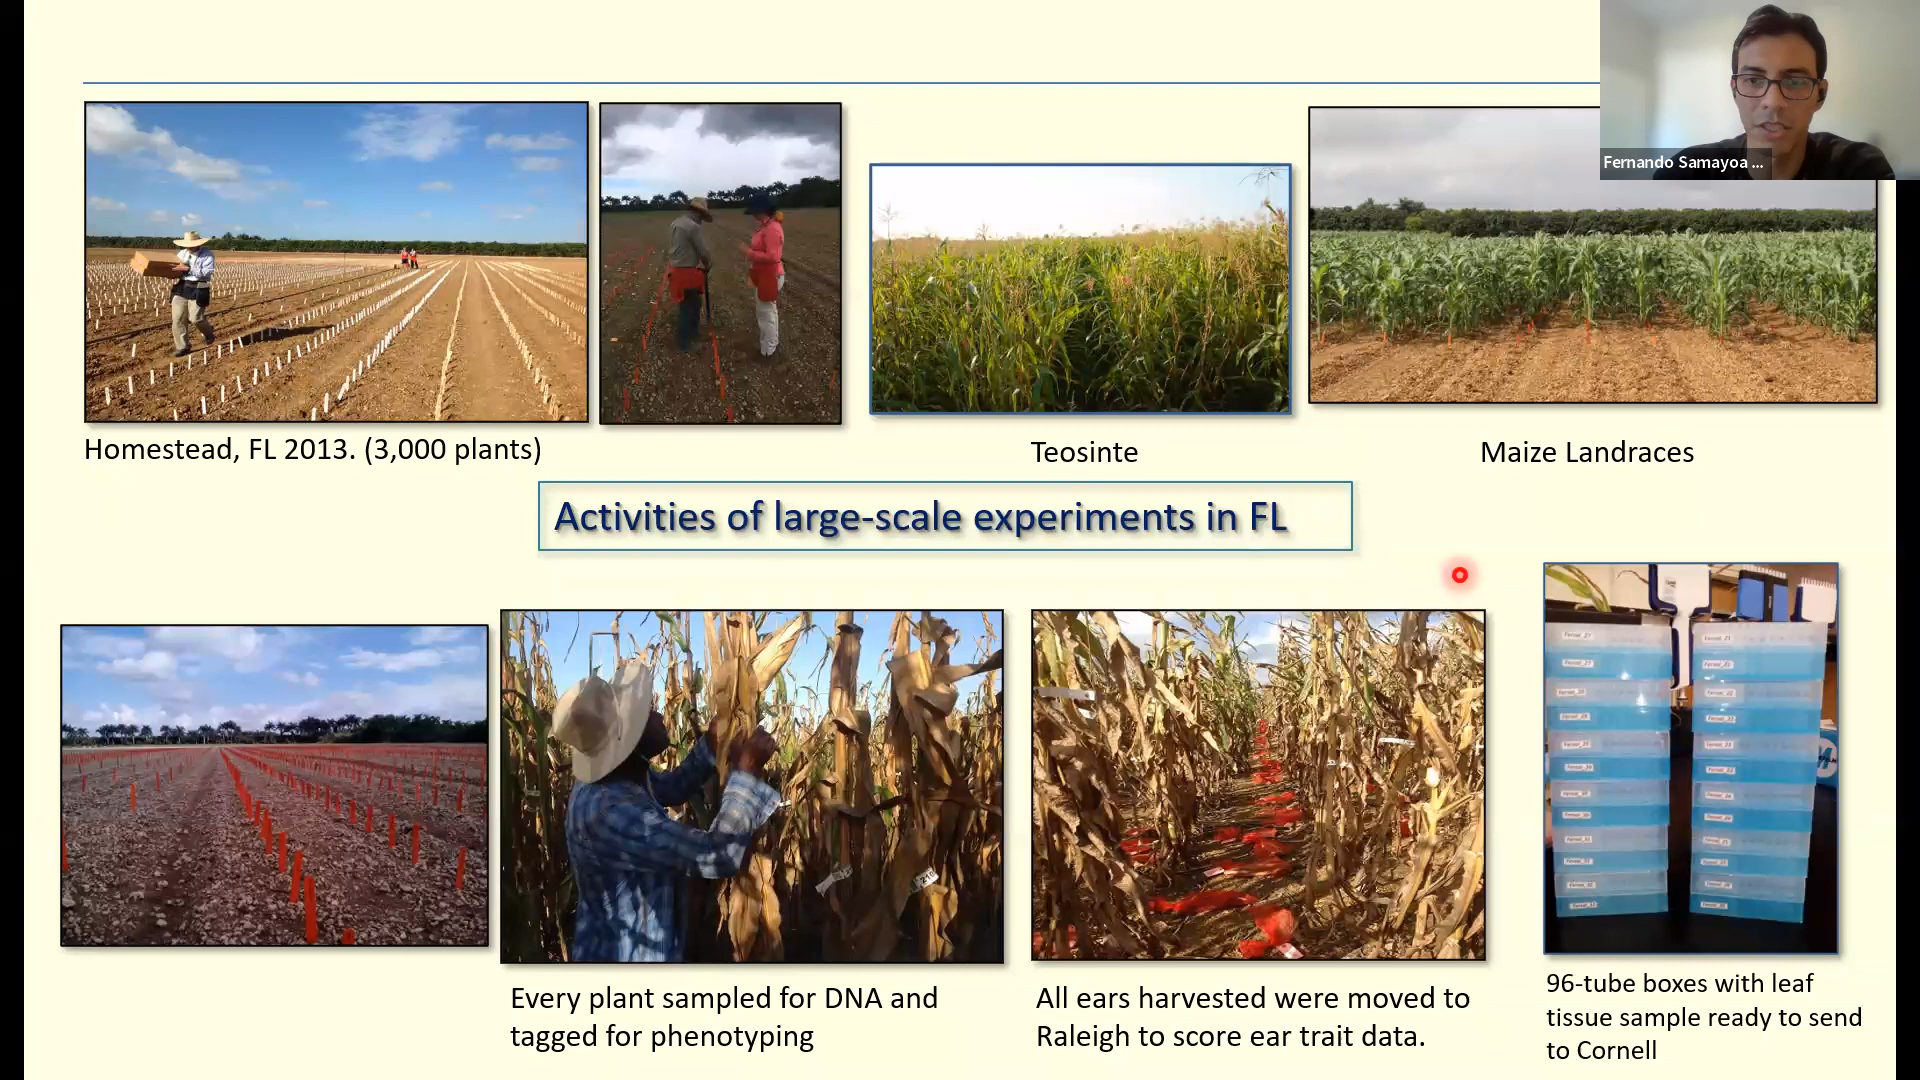 Fernando Samayoa ...
Homestead, FL 2013. (3,000 plants)
Teosinte
Maize Landraces
Activities of large-scale experiments in FL
Every plant sampled for DNA and
tagged for phenotyping
All ears harvested were moved to
Raleigh to score ear trait data.
96-tube boxes with leaf
tissue sample ready to send
to Cornell